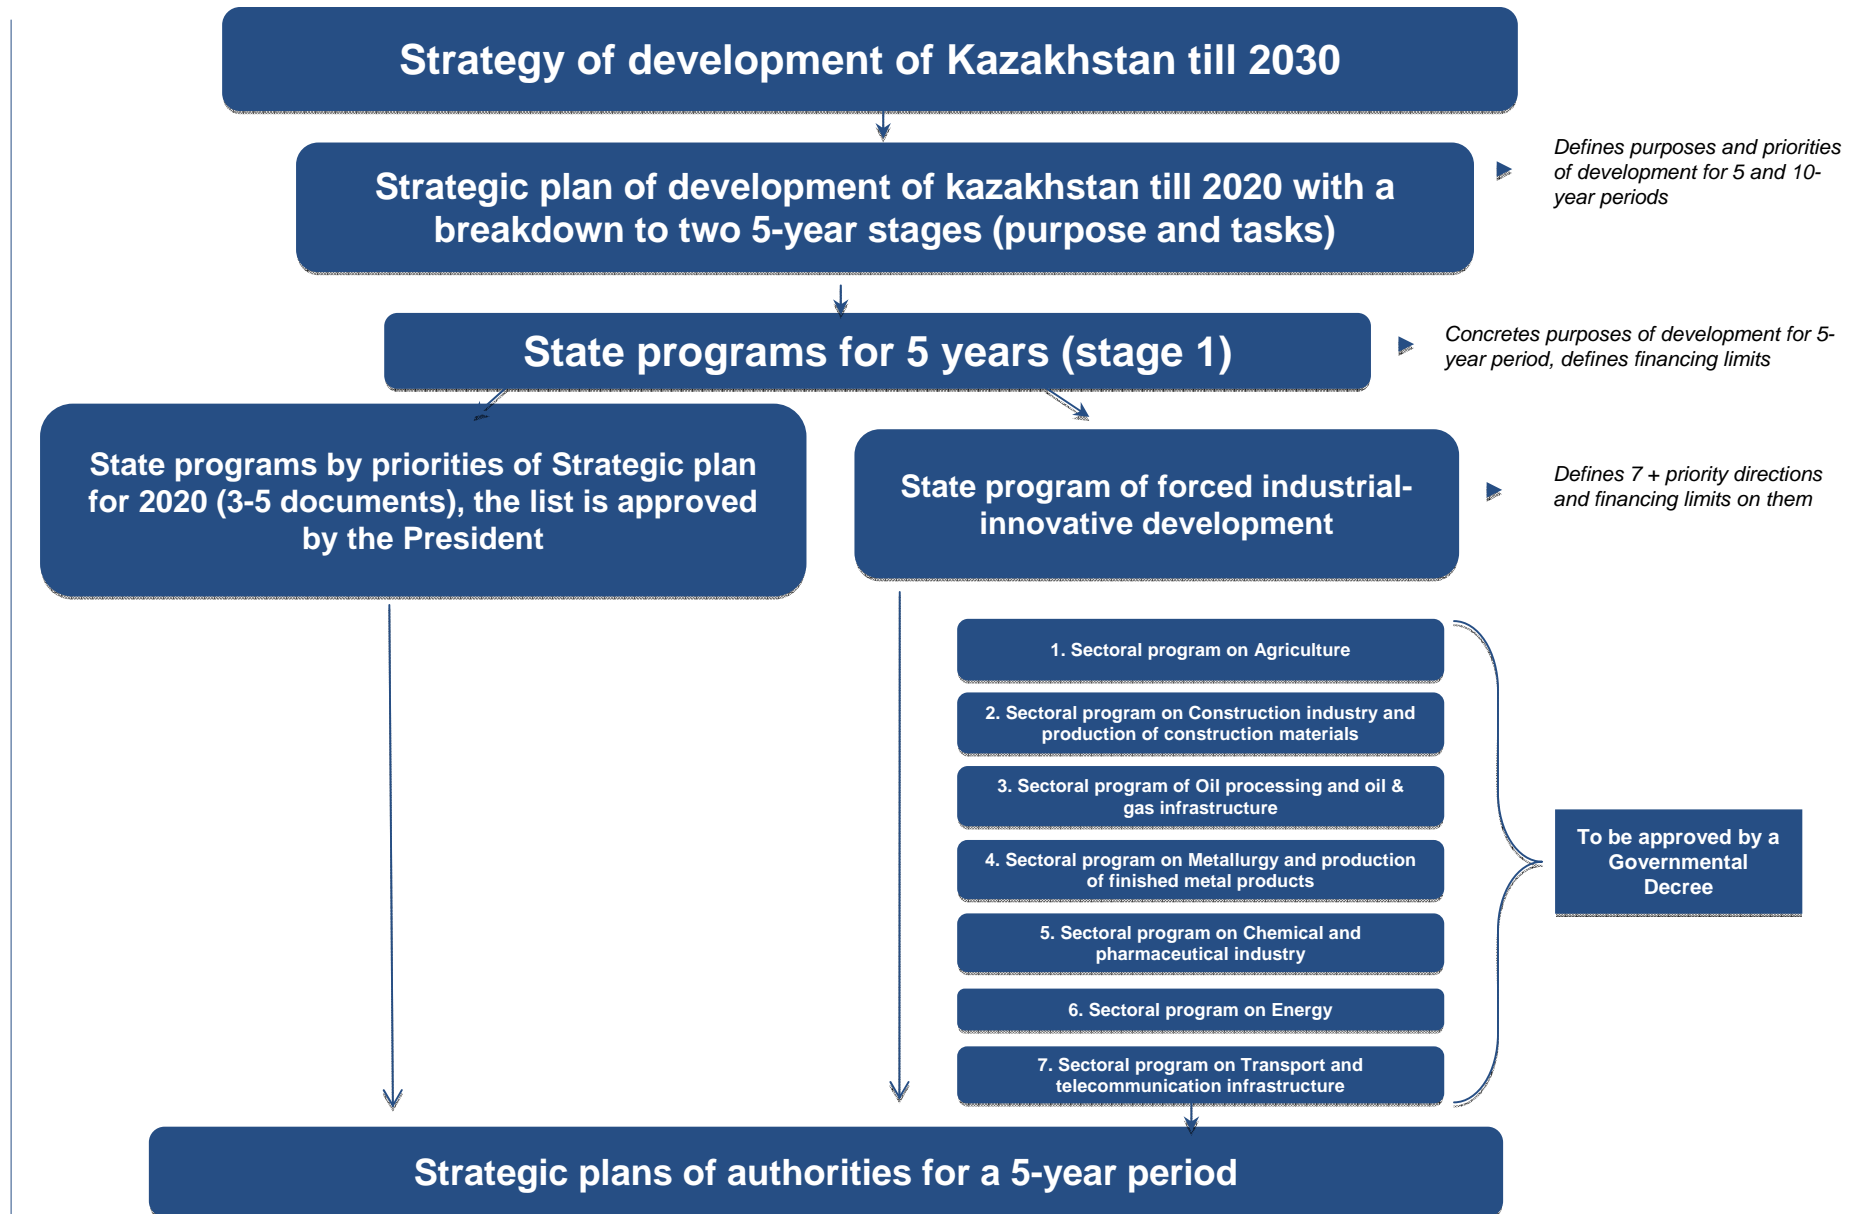 Strategy of development of Kazakhstan till 2030
Strategic plan of development of kazakhstan till 2020 with a
breakdown to two 5-year stages (purpose and tasks)
Defines purposes and priorities
of development for 5 and 10-
year periods
State programs for 5 years (stage 1)
Concretes purposes of development for 5-
year period, defines financing limits
State programs by priorities of Strategic plan
for 2020 (3-5 documents), the list is approved
by the President
State program of forced industrial-
innovative development
Defines 7 + priority directions
and financing limits on them
1. Sectoral program on Agriculture
2. Sectoral program on Construction industry and
production of construction materials
3. Sectoral program of Oil processing and oil &
gas infrastructure
4. Sectoral program on Metallurgy and production
of finished metal products
5. Sectoral program on Chemical and
pharmaceutical industry
6. Sectoral program on Energy
7. Sectoral program on Transport and
telecommunication infrastructure
To be approved by a
Governmental
Decree
Strategic plans of authorities for a 5-year period